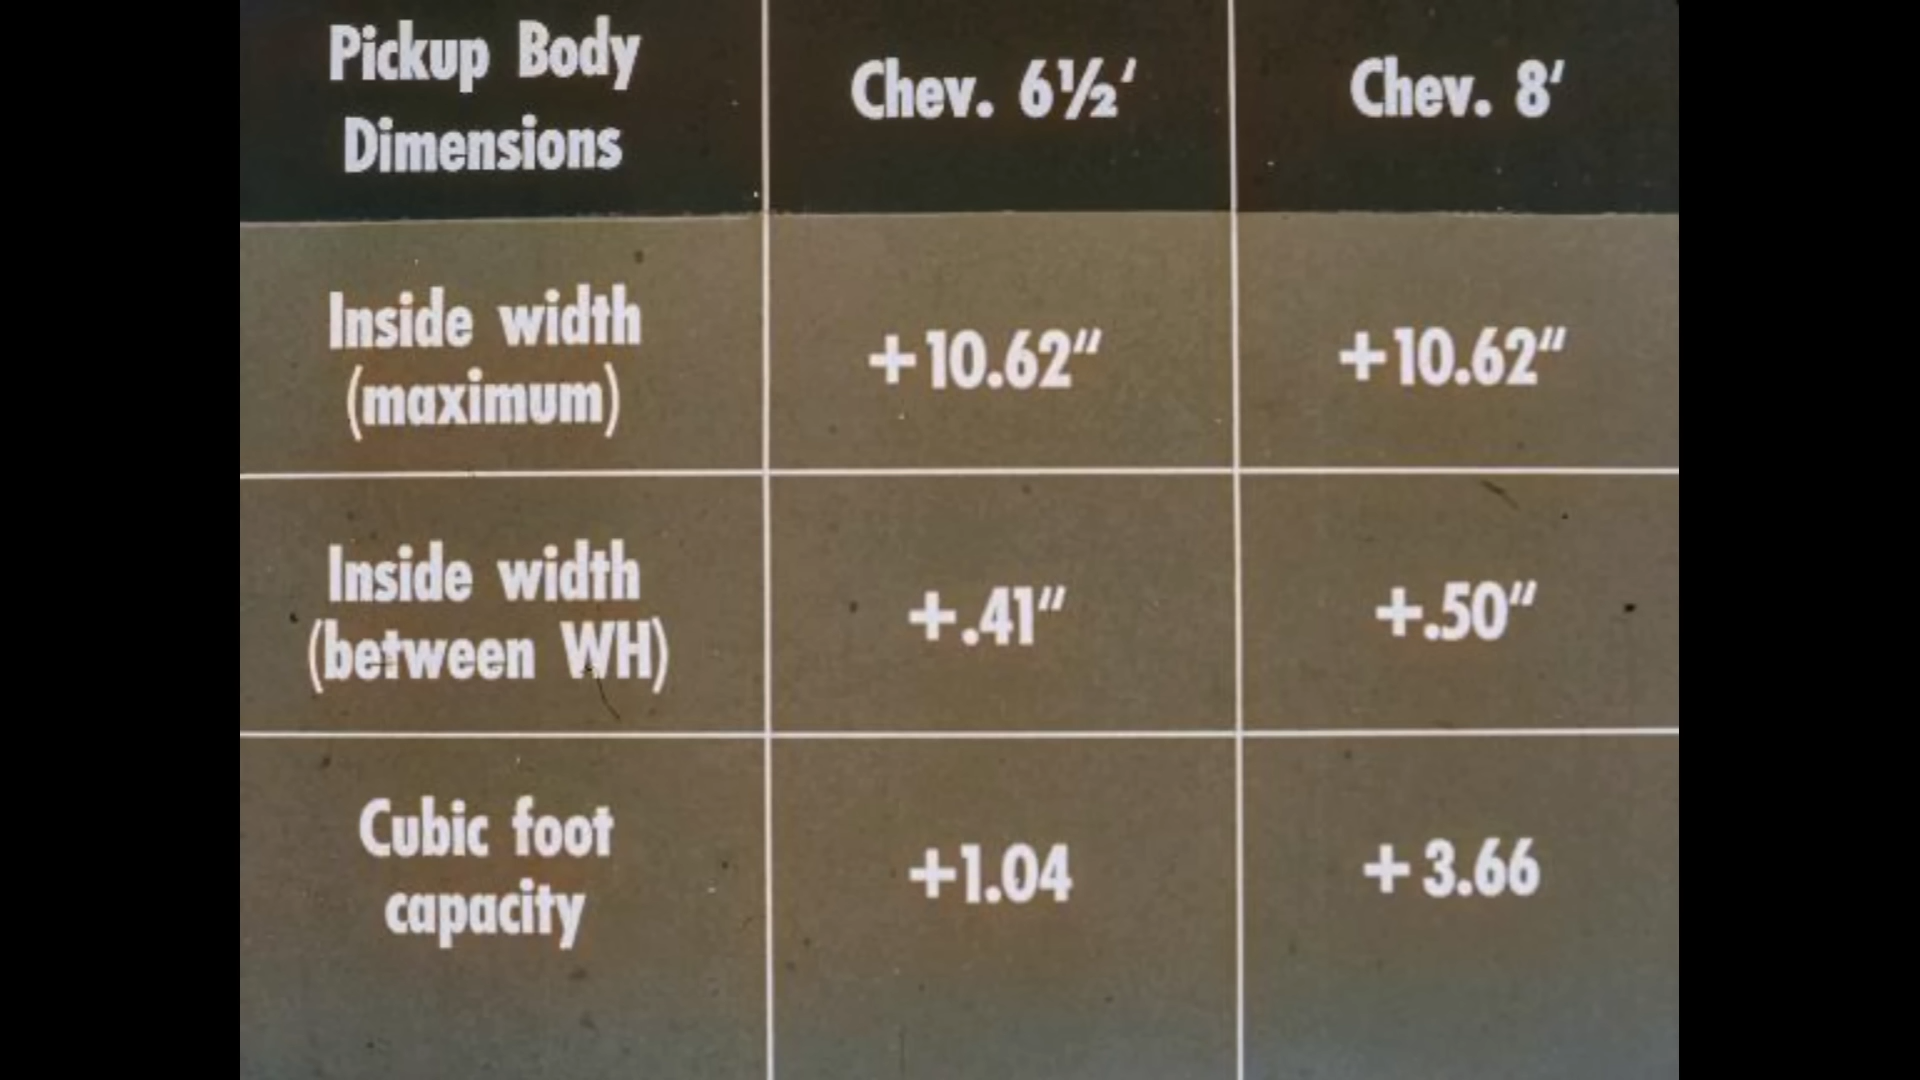 Pickup Body
Dimensions
Chev. 6½'
Chev. 8'
Inside width
(maximum)
+10.62"
+10.62"
Inside width
(between WH)
+.41"
+.50"
Cubic foot
capacity
+1.04
+3.66